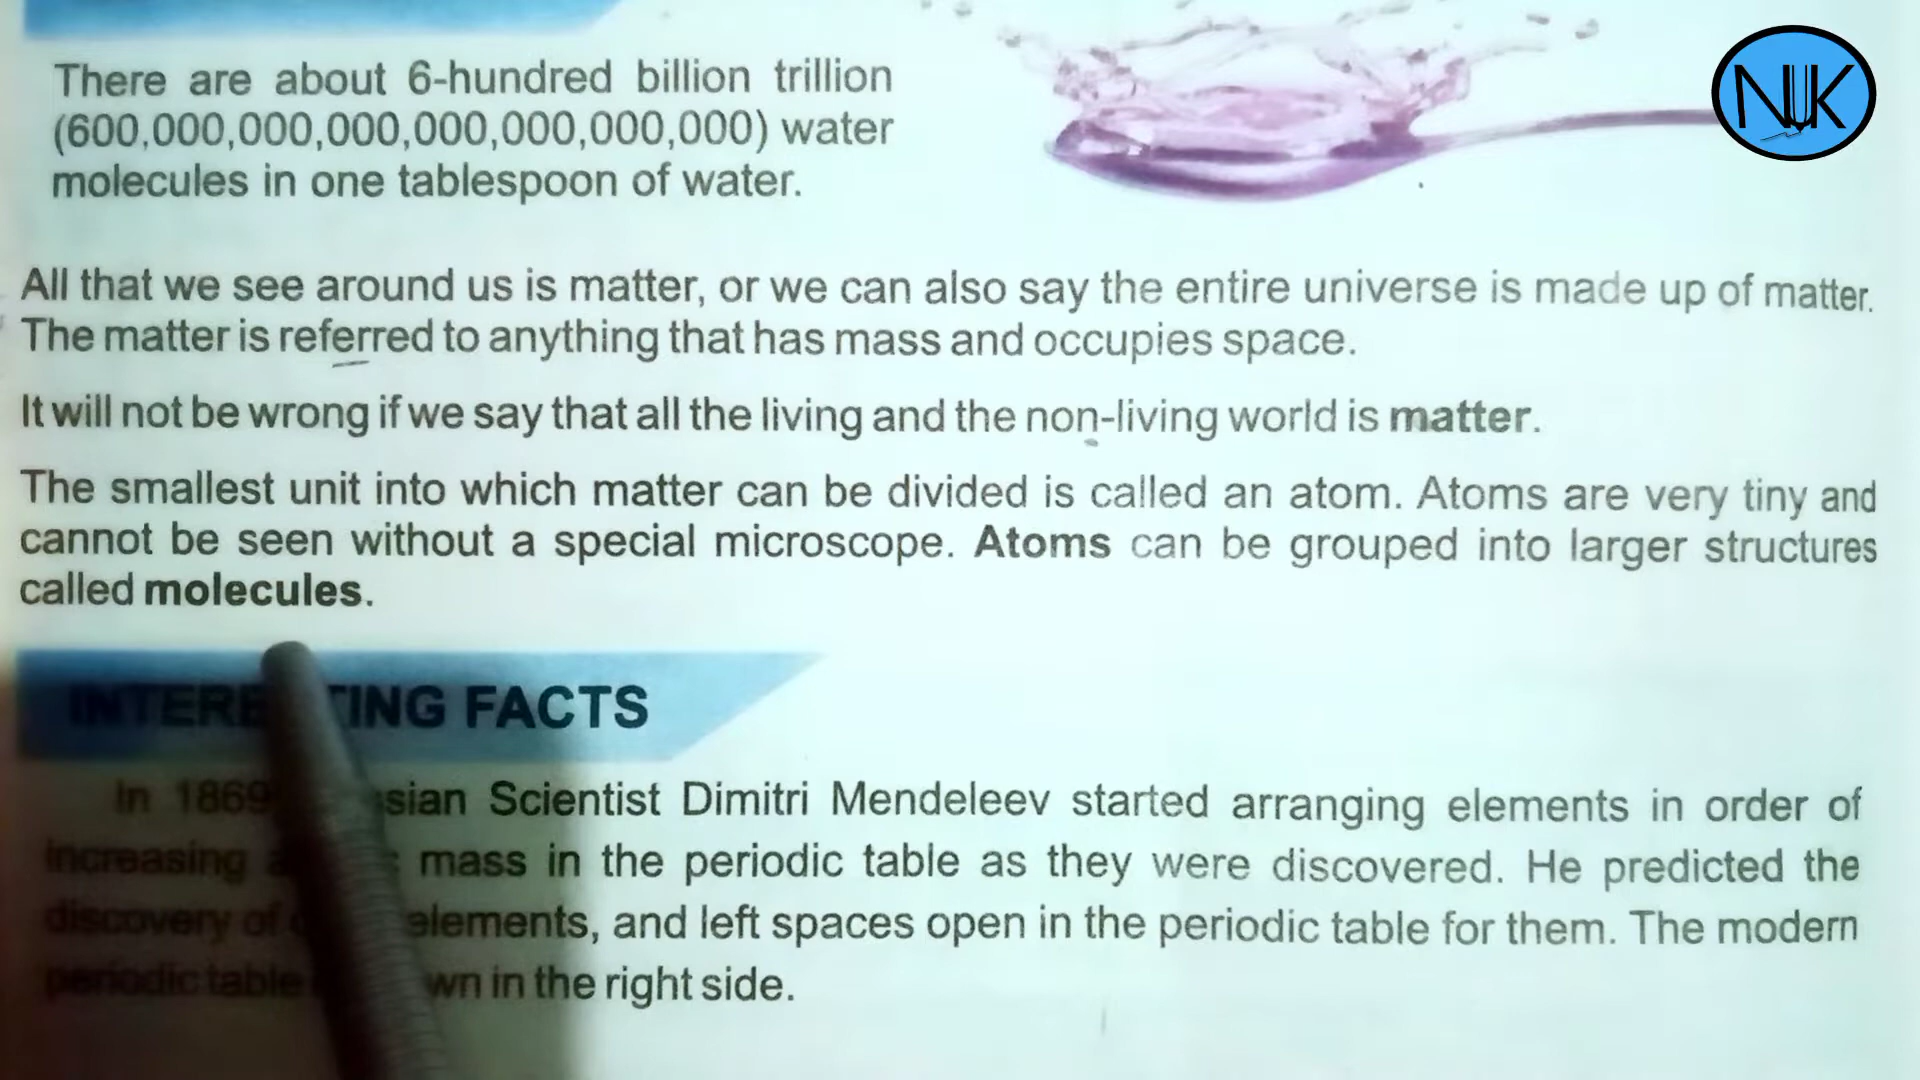 There are about 6-hundred billion trillion
(600,000,000,000,000,000,000,000) water
molecules in one tablespoon of water.
NUK
All that we see around us is matter, or we can also say the entire universe is made up of matter.
The matter is referred to anything that has mass and occupies space.
It will not be wrong if we say that all the living and the non-living world is matter.
The smallest unit into which matter can be divided is called an atom. Atoms are very tiny and
cannot be seen without a special microscope. Atoms can be grouped into larger structures
called molecules.
FACTS
In 1869 Scientist Dimitri Mendeleev started arranging elements in order of
increasing mass in the periodic table as they were discovered. He predicted the
discovery of elements, and left spaces open in the periodic table for them. The modern
periodic table in the right side.